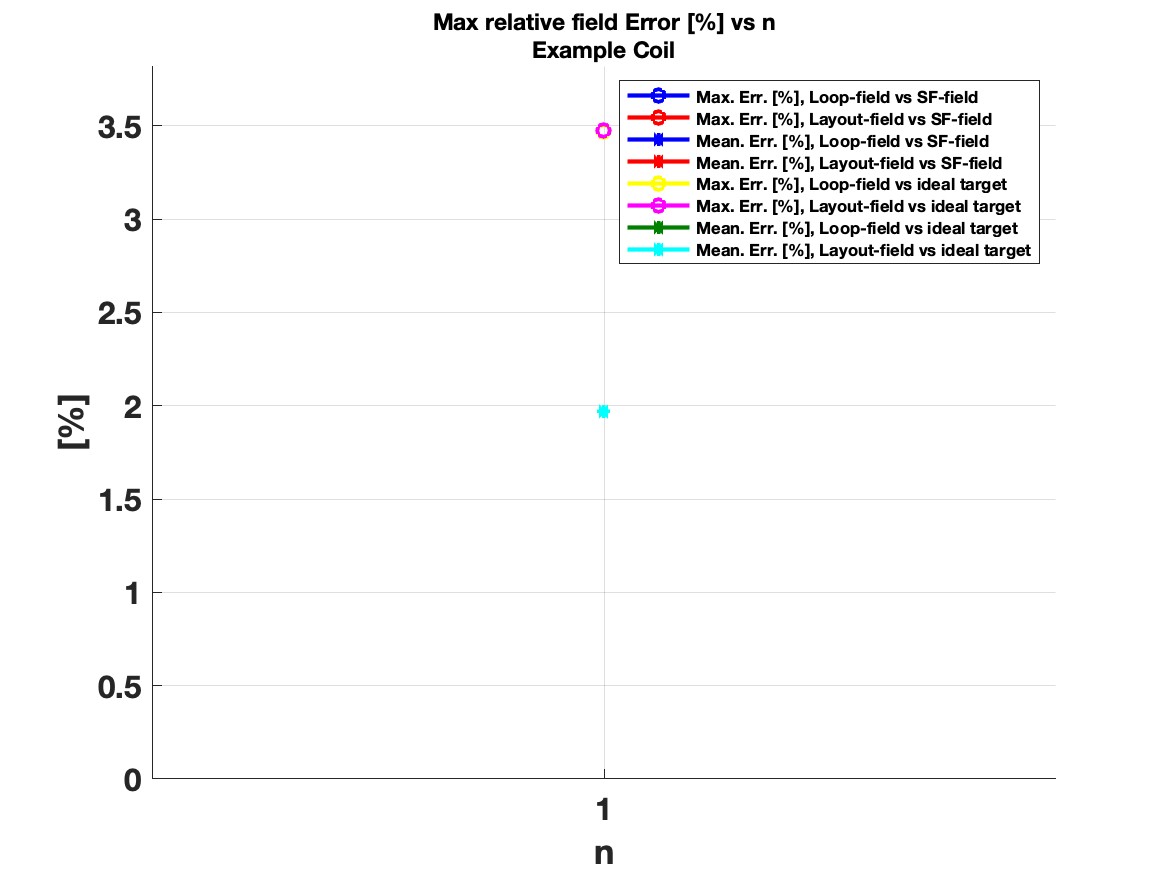 Max relative field Error [%] vs n
Example Coil
Max. Err. [%], Loop-field vs SF-field
Max. Err. [%], Layout-field vs SF-field
Mean. Err. [%], Loop-field vs SF-field
Mean. Err. [%], Layout-field vs SF-field
Max. Err. [%], Loop-field vs ideal target
Max. Err. [%], Layout-field vs ideal target
Mean. Err. [%], Loop-field vs ideal target
Mean. Err. [%], Layout-field vs ideal target
[%]
3.5
3
2.5
2
1.5
1
0.5
0
1
n